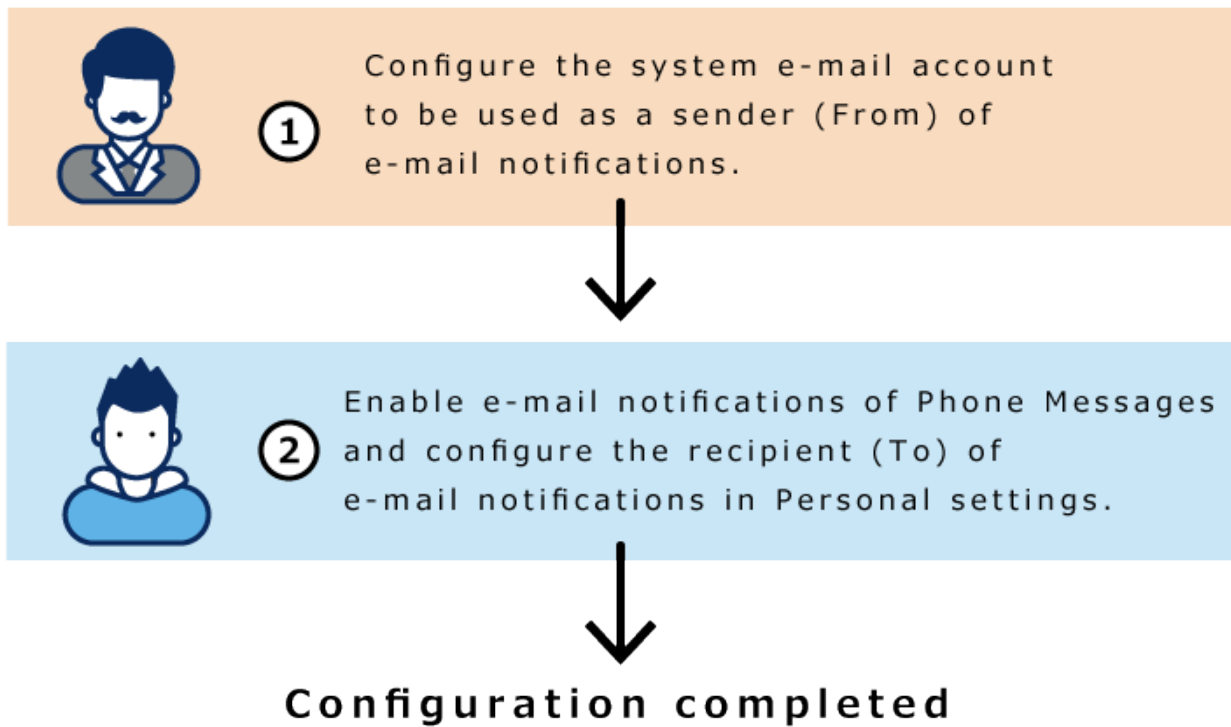 1
Configure the system e-mail account
to be used as a sender (From) of
e-mail notifications.
2
Enable e-mail notifications of Phone Messages
and configure the recipient (To) of
e-mail notifications in Personal settings.
Configuration completed